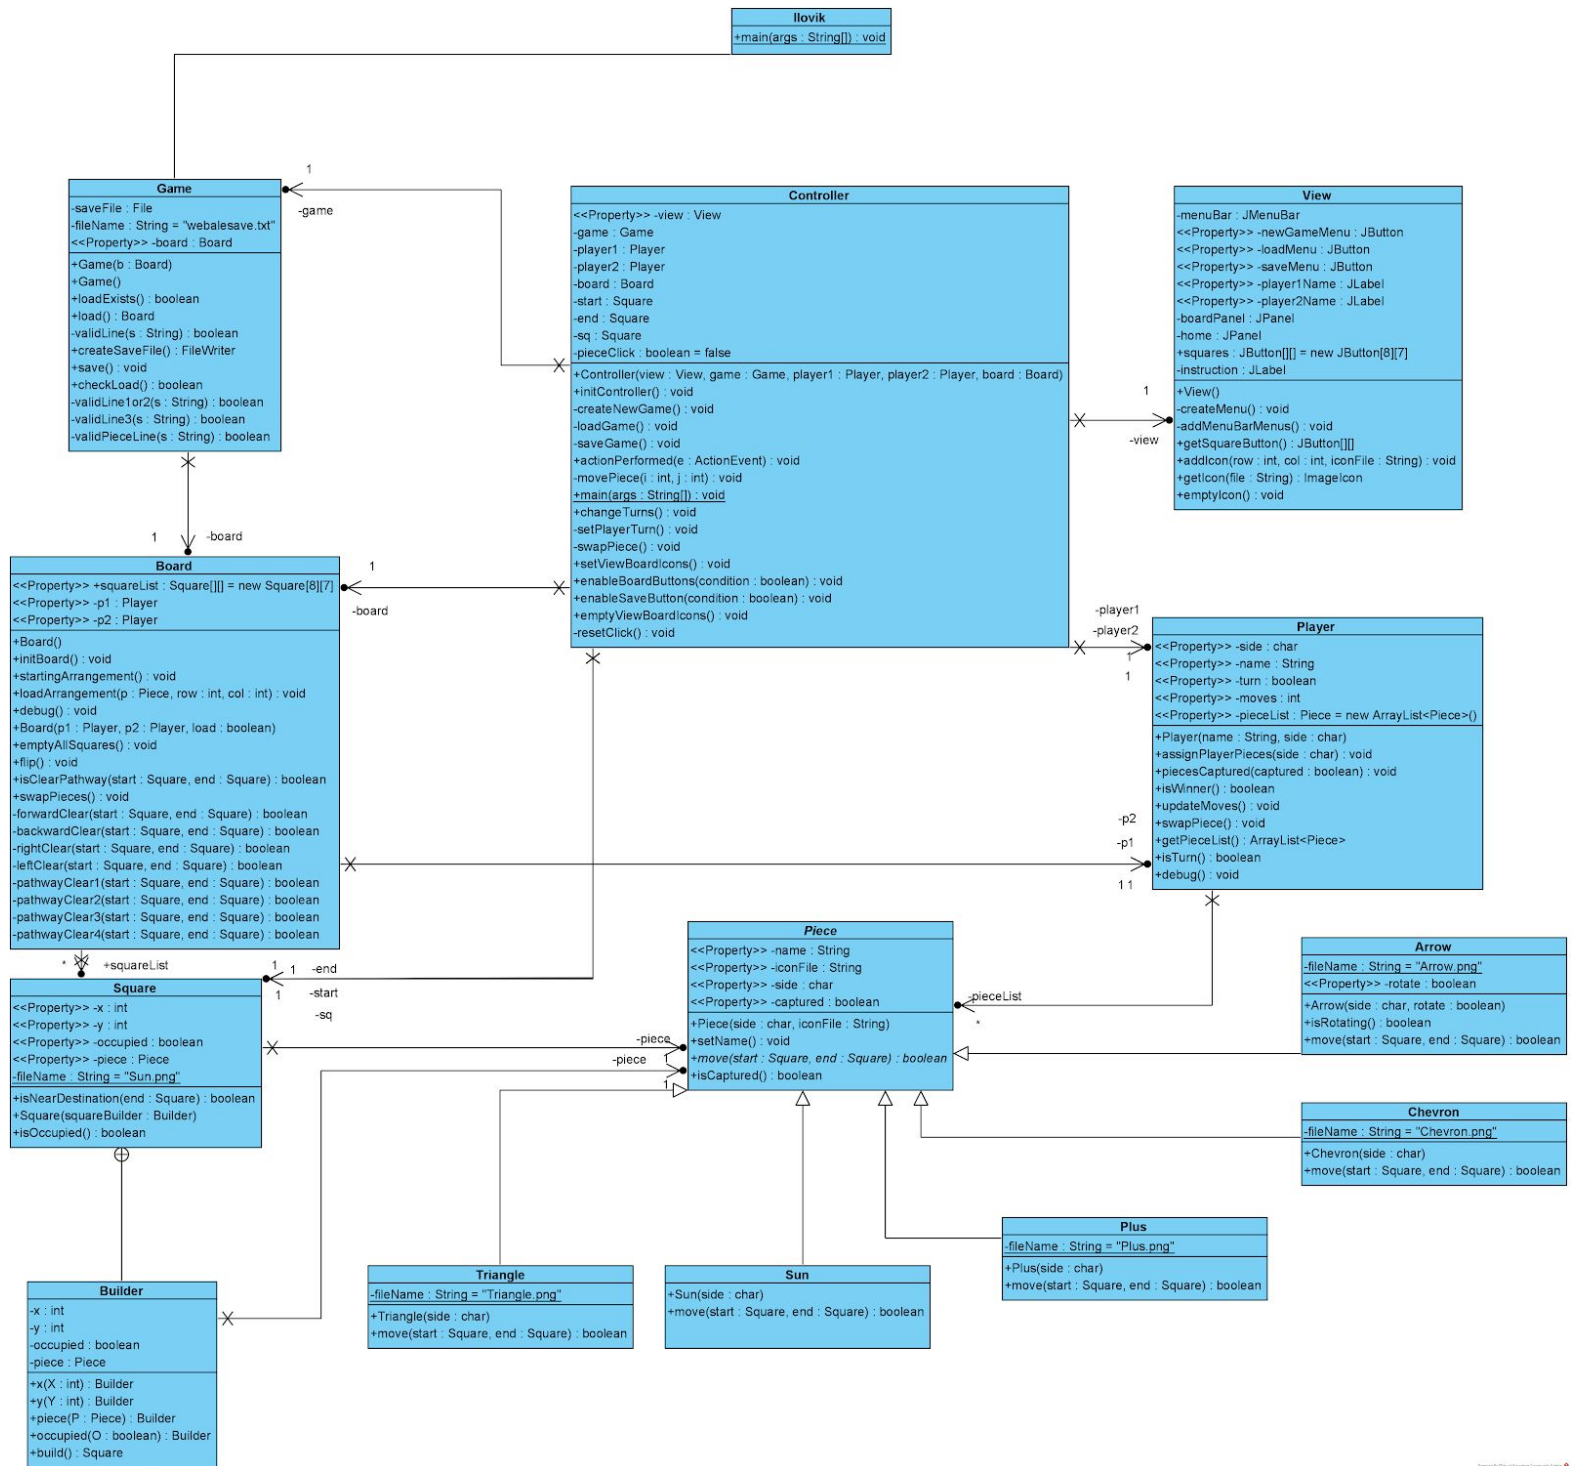 Ilovik
+main(args : String[]) : void
Game
-saveFile : File
-fileName : String = "webalesave.txt"
<<Property>> -board : Board
+Game(b : Board)
+Game()
+loadExists() : boolean
+load() : Board
-validLine(s : String) : boolean
+createSaveFile() : FileWriter
+save() : void
+checkLoad() : boolean
-validLine1or2(s : String) : boolean
-validLine3(s : String) : boolean
-validPieceLine(s : String) : boolean
1
-game
Controller
<<Property>> -view : View
-game : Game
-player1 : Player
-player2 : Player
-board : Board
-start : Square
-end : Square
-sq : Square
-pieceClick : boolean = false
+Controller(view : View, game : Game, player1 : Player, player2 : Player, board : Board)
+initController() : void
-createNewGame() : void
-loadGame() : void
-saveGame() : void
+actionPerformed(e : ActionEvent) : void
-movePiece(i : int, j : int) : void
+main(args : String[]) : void
+changeTurns() : void
-setPlayerTurn() : void
-swapPiece() : void
+setViewBoardIcons() : void
+enableBoardButtons(condition : boolean) : void
+enableSaveButton(condition : boolean) : void
+emptyViewBoardIcons() : void
-resetClick() : void
View
-menuBar : JMenuBar
<<Property>> -newGameMenu : JButton
<<Property>> -loadMenu : JButton
<<Property>> -saveMenu : JButton
<<Property>> -player1Name : JLabel
<<Property>> -player2Name : JLabel
-boardPanel : JPanel
-home : JPanel
+squares : JButton[][] = new JButton[8][7]
-instruction : JLabel
+View()
-createMenu() : void
-addMenuBarMenus() : void
+getSquareButton() : JButton[][]
+addIcon(row : int, col : int, iconFile : String) : void
+getIcon(file : String) : ImageIcon
+emptyIcon() : void
1
-view
1
-board
Board
<<Property>> +squareList : Square[][] = new Square[8][7]
<<Property>> -p1 : Player
<<Property>> -p2 : Player
+Board()
+initBoard() : void
+startingArrangement() : void
+loadArrangement(p : Piece, row : int, col : int) : void
+debug() : void
+Board(p1 : Player, p2 : Player, load : boolean)
+emptyAllSquares() : void
+flip() : void
+isClearPathway(start : Square, end : Square) : boolean
+swapPieces() : void
-forwardClear(start : Square, end : Square) : boolean
-backwardClear(start : Square, end : Square) : boolean
-rightClear(start : Square, end : Square) : boolean
-leftClear(start : Square, end : Square) : boolean
-pathwayClear1(start : Square, end : Square) : boolean
-pathwayClear2(start : Square, end : Square) : boolean
-pathwayClear3(start : Square, end : Square) : boolean
-pathwayClear4(start : Square, end : Square) : boolean
1
-board
-player1
-player2
1
1
Player
<<Property>> -side : char
<<Property>> -name : String
<<Property>> -turn : boolean
<<Property>> -moves : int
<<Property>> -pieceList : Piece = new ArrayList<Piece>()
+Player(name : String, side : char)
+assignPlayerPieces(side : char) : void
+piecesCaptured(captured : boolean) : void
+isWinner() : boolean
+updateMoves() : void
+swapPiece() : void
+getPieceList() : ArrayList<Piece>
+isTurn() : boolean
+debug() : void
-p2
-p1
1 1
* +squareList
1
1 -end
1 -start
-sq
Square
<<Property>> -x : int
<<Property>> -y : int
<<Property>> -occupied : boolean
<<Property>> -piece : Piece
-fileName : String = "Sun.png"
+isNearDestination(end : Square) : boolean
+Square(squareBuilder : Builder)
+isOccupied() : boolean
Piece
<<Property>> -name : String
<<Property>> -iconFile : String
<<Property>> -side : char
<<Property>> -captured : boolean
+Piece(side : char, iconFile : String)
+setName() : void
+move(start : Square, end : Square) : boolean
+isCaptured() : boolean
-pieceList
*
-piece
1
-piece
1
Arrow
-fileName : String = "Arrow.png"
<<Property>> -rotate : boolean
+Arrow(side : char, rotate : boolean)
+isRotating() : boolean
+move(start : Square, end : Square) : boolean
Chevron
-fileName : String = "Chevron.png"
+Chevron(side : char)
+move(start : Square, end : Square) : boolean
Plus
-fileName : String = "Plus.png"
+Plus(side : char)
+move(start : Square, end : Square) : boolean
Triangle
-fileName : String = "Triangle.png"
+Triangle(side : char)
+move(start : Square, end : Square) : boolean
Sun
+Sun(side : char)
+move(start : Square, end : Square) : boolean
Builder
-x : int
-y : int
-occupied : boolean
-piece : Piece
+x(X : int) : Builder
+y(Y : int) : Builder
+piece(P : Piece) : Builder
+occupied(O : boolean) : Builder
+build() : Square